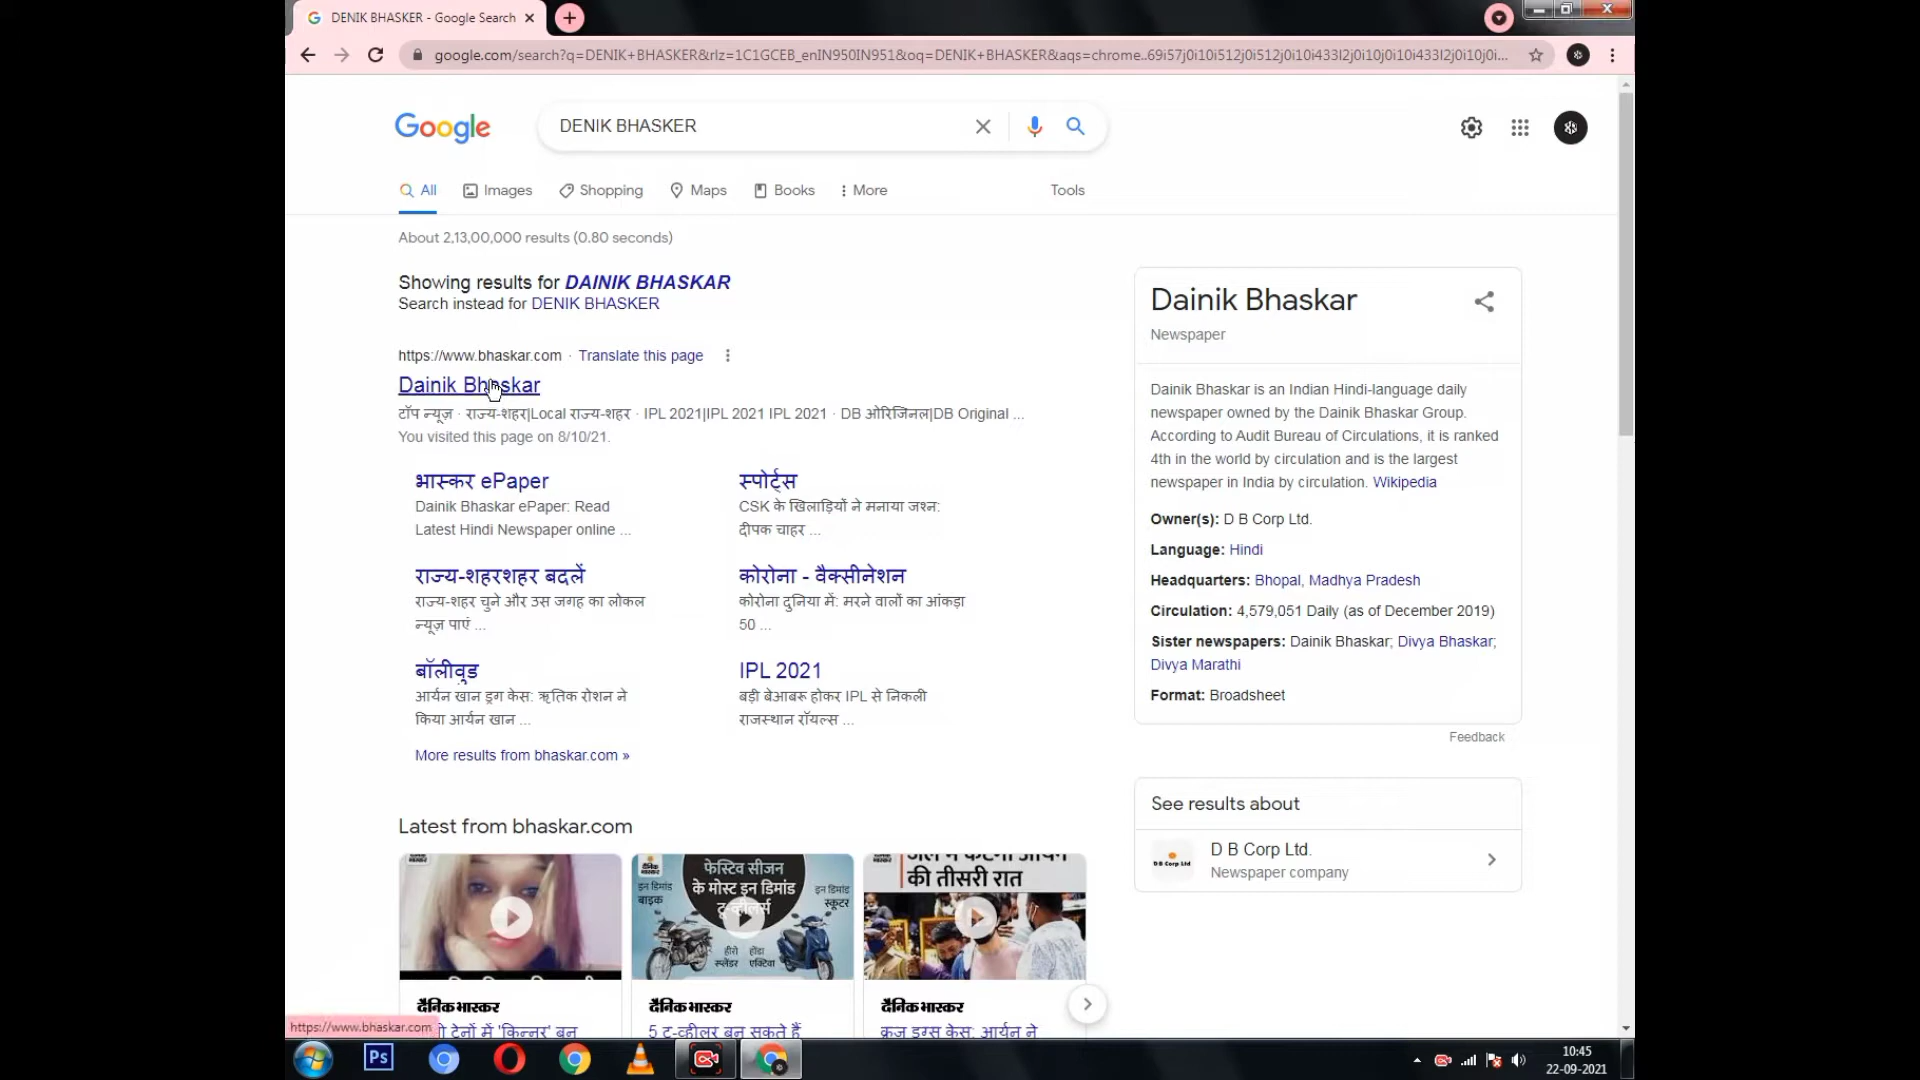 DENIK BHASKER - Google Search
google.com/search?q=DENIK+BHASKER&rlz=1C1GCEB_enIN950IN951&oq=DENIK+BHASKER&aqs=chrome..69i57j0i10i512j0i512j0i10i433l2j0i10j0i10i433l2j0i10j0...
Google
DENIK BHASKER
All Images Shopping Maps Books More Tools
About 2,13,00,000 results (0.80 seconds)
Showing results for DAINIK BHASKAR
Search instead for DENIK BHASKER
https://www.bhaskar.com · Translate this page
Dainik Bhaskar
टॉप न्यूज़ · राज्य-शहर|Local राज्य-शहर · IPL 2021|IPL 2021 IPL 2021 · DB ओरिजिनल|DB Original ...
You visited this page on 8/10/21.
भास्कर ePaper
Dainik Bhaskar ePaper: Read
Latest Hindi Newspaper online ...
स्पोर्ट्स
CSK के खिलाड़ियों ने मनाया जश्न:
दीपक चाहर ...
राज्य-शहरशहर बदलें
राज्य-शहर चुने और उस जगह का लोकल
न्यूज़ पाएं ...
कोरोना - वैक्सीनेशन
कोरोना दुनिया में: मरने वालों का आंकड़ा
50 ...
बॉलीवुड
आर्यन खान ड्रग केस: ऋतिक रोशन ने
किया आर्यन खान ...
IPL 2021
बड़ी बेआबरू होकर IPL से निकली
राजस्थान रॉयल्स ...
More results from bhaskar.com »
Latest from bhaskar.com
दैनिक भास्कर
फेस्टिव सीजन
के मोस्ट इन डिमांड
टू-व्हीलर्स
इन डिमांड
बाइक
इन डिमांड
स्कूटर
हीरो
स्प्लेंडर
होंडा
एक्टिवा
दैनिक भास्कर
5 टू-व्हीलर बन सकते हैं
की तीसरी रात
दैनिक भास्कर
क्रूज ड्रग्स केस: आर्यन ने
Dainik Bhaskar
Newspaper
Dainik Bhaskar is an Indian Hindi-language daily
newspaper owned by the Dainik Bhaskar Group.
According to Audit Bureau of Circulations, it is ranked
4th in the world by circulation and is the largest
newspaper in India by circulation. Wikipedia
Owner(s): D B Corp Ltd.
Language: Hindi
Headquarters: Bhopal, Madhya Pradesh
Circulation: 4,579,051 Daily (as of December 2019)
Sister newspapers: Dainik Bhaskar; Divya Bhaskar;
Divya Marathi
Format: Broadsheet
Feedback
See results about
D B Corp Ltd
D B Corp Ltd.
Newspaper company
https://www.bhaskar.com
Ps
10:45
22-09-2021